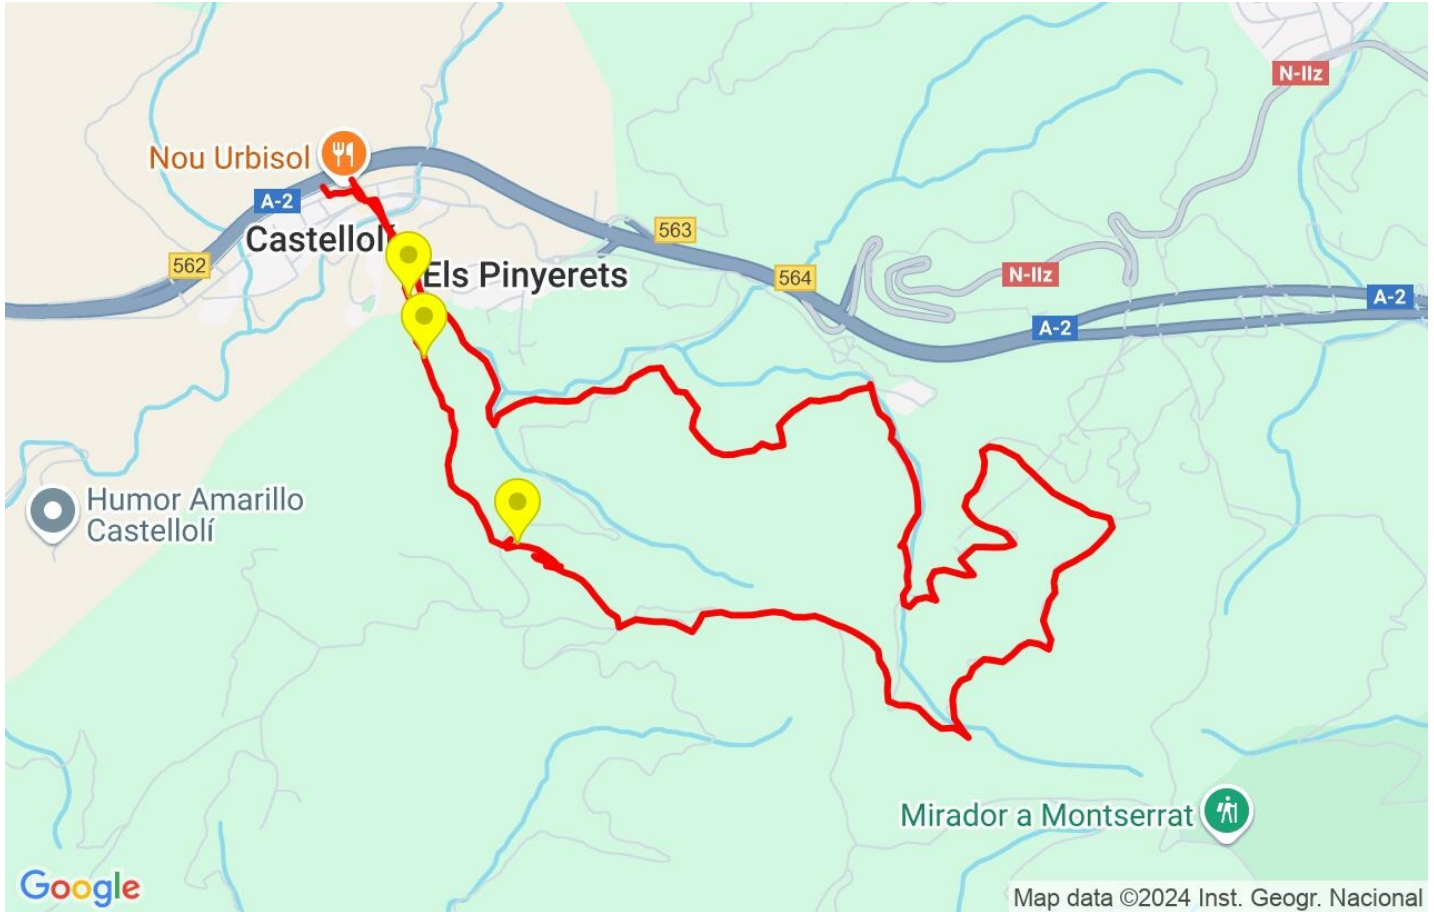 N-IIz
Nou Urbisol
A-2
563
Castellolí
562
Els Pinyerets
564
N-IIz
A-2
A-2
Humor Amarillo
Castellolí
Mirador a Montserrat
Google
Map data ©2024 Inst. Geogr. Nacional